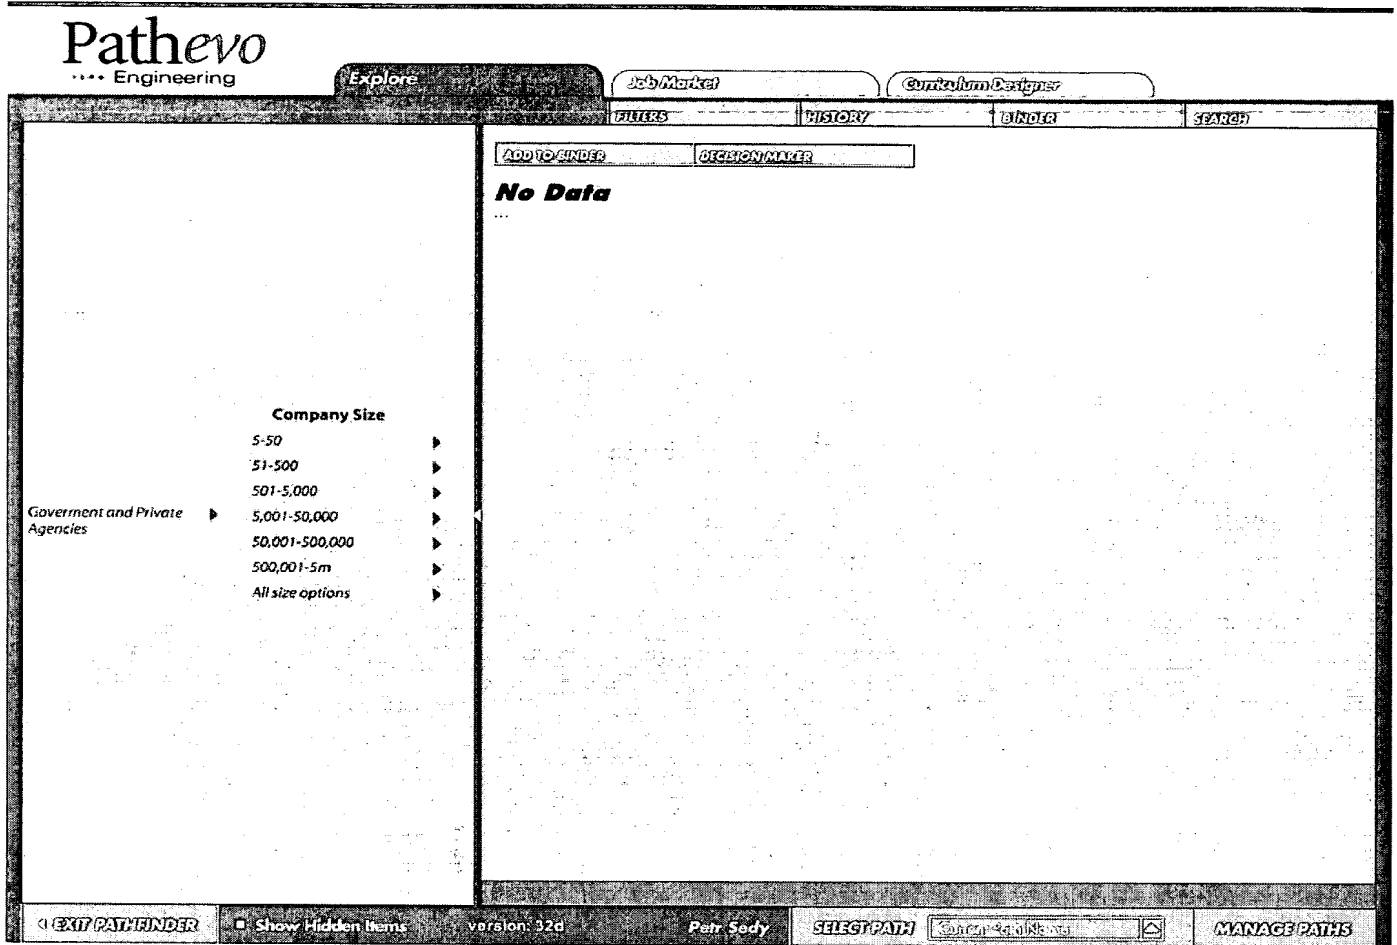 Pathevo
Engineering
Explore
Job Market
Curriculum Designer
FILTERS
HISTORY
BINDER
SEARCH
ADD TO BINDER
DECISION MAKER
No Data
...
Company Size
5-50
51-500
501-5,000
Goverment and Private
Agencies
5,001-50,000
50,001-500,000
500,001-5m
All size options
EXIT PATHFINDER
Show Hidden Items
version: 32d
Petr Sedy
SELECT PATH
MANAGE PATHS